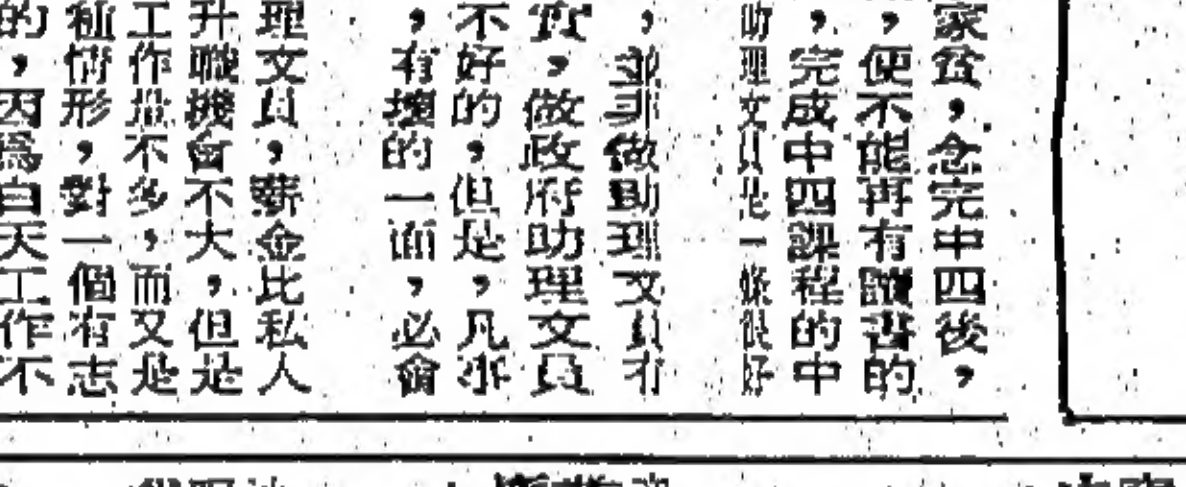 家貧，念完中四後，
，便不能再有讀書的
，完成中四課程的中
助理文員是一條很好
，並非做助理文員有
實，做政府助理文員
不好的，但是，凡事
，有壞的一面，必會
理文員，薪金比私人
升職機會不大，但是
工作量不多，而又是
種情形，對一個有志
的，因為白天工作不